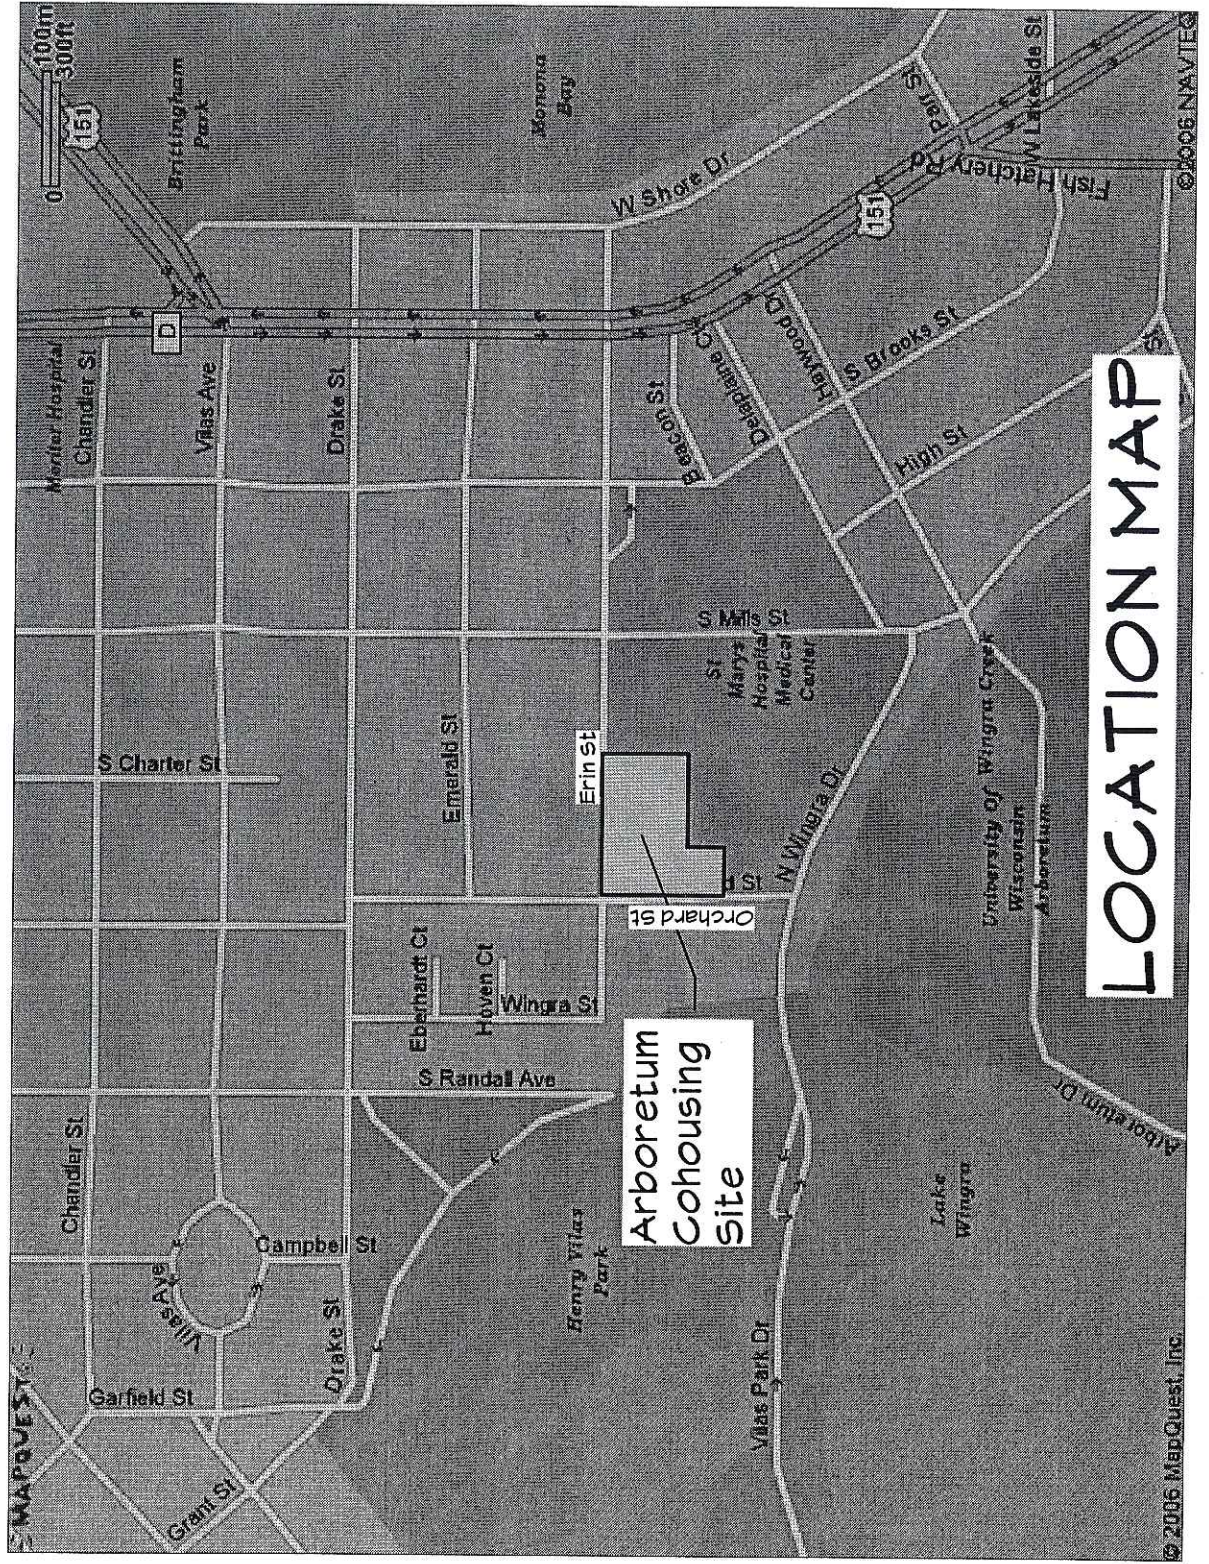 MAPQUEST
0 100m
300ft
Meriter Hospital
Chandler St
Chandler St
151
D
Garfield St
S Charter St
Vilas Ave
Brittingham
Park
Grant St
Vilas Ave
Campbell St
Drake St
Drake St
Eberhardt Ct
S Randall Ave
Emerald St
Hoven Ct
Wingra St
Monona
Bay
Henry Vilas
Park
Erin St
Orchard St
d St
Arboretum
Cohousing
Site
W Shore Dr
Beacon St
S Mills St
St
Marys
Hospital
Medical
Center
Delaplaine Ct
Haywood Dr
Vilas Park Dr
N Wingra Dr
S Brooks St
151
Parr St
Fish Hatchery Rd
W Lakeside St
High St
Lake
Wingra
University Of
Wisconsin
Arboretum
Wingra Creek
Arboretum Dr
St
LOCATION MAP
© 2006 MapQuest, Inc.
©2006 NAVTEQ